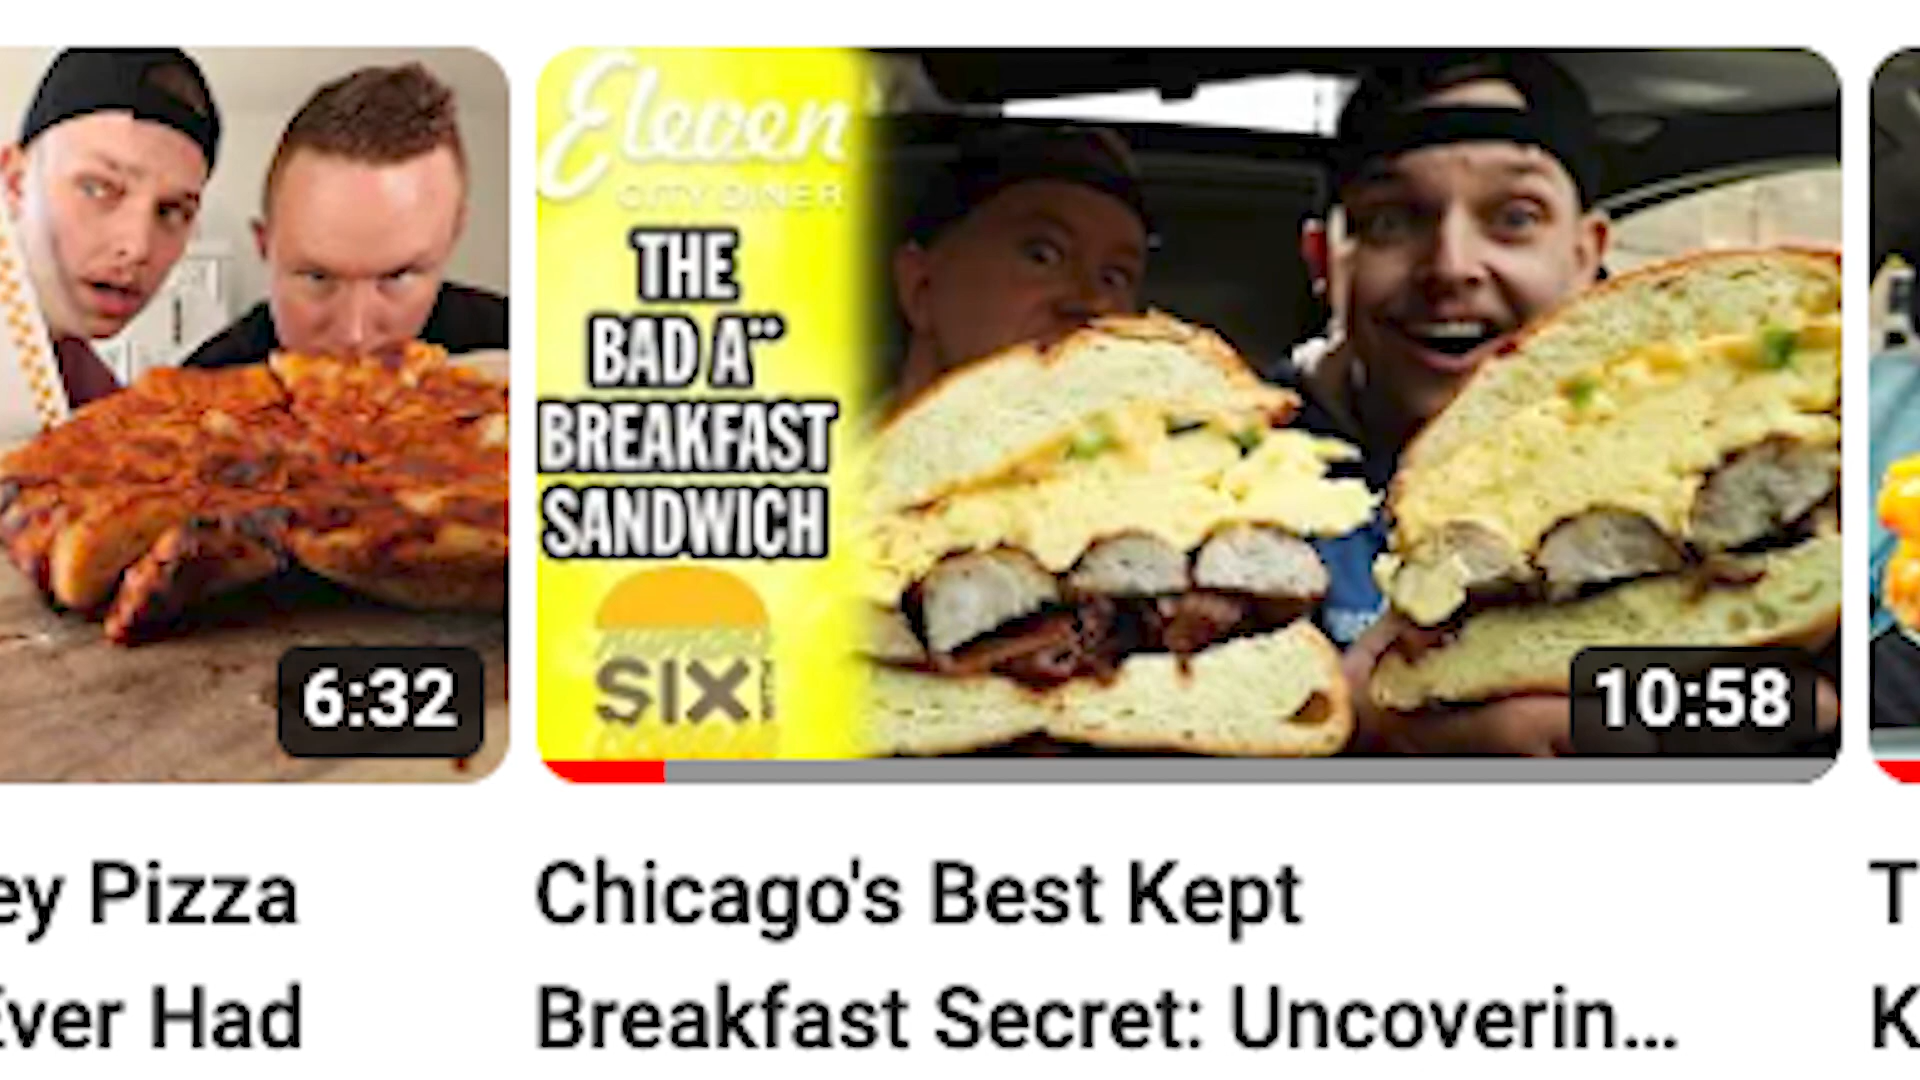 6:32
ey Pizza
Ever Had
Eleven
CITY DINER
THE
BAD A**
BREAKFAST
SANDWICH
SIX
10:58
Chicago's Best Kept
Breakfast Secret: Uncoverin...
T
K